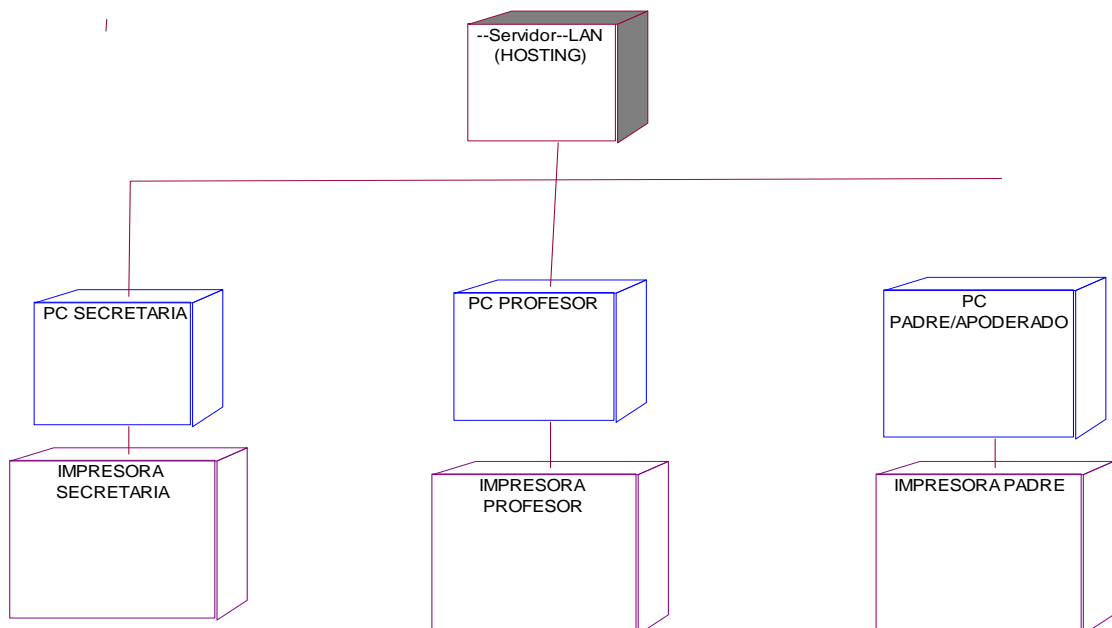 --Servidor--LAN
(HOSTING)
PC SECRETARIA
PC PROFESOR
PC
PADRE/APODERADO
IMPRESORA
SECRETARIA
IMPRESORA
PROFESOR
IMPRESORA PADRE